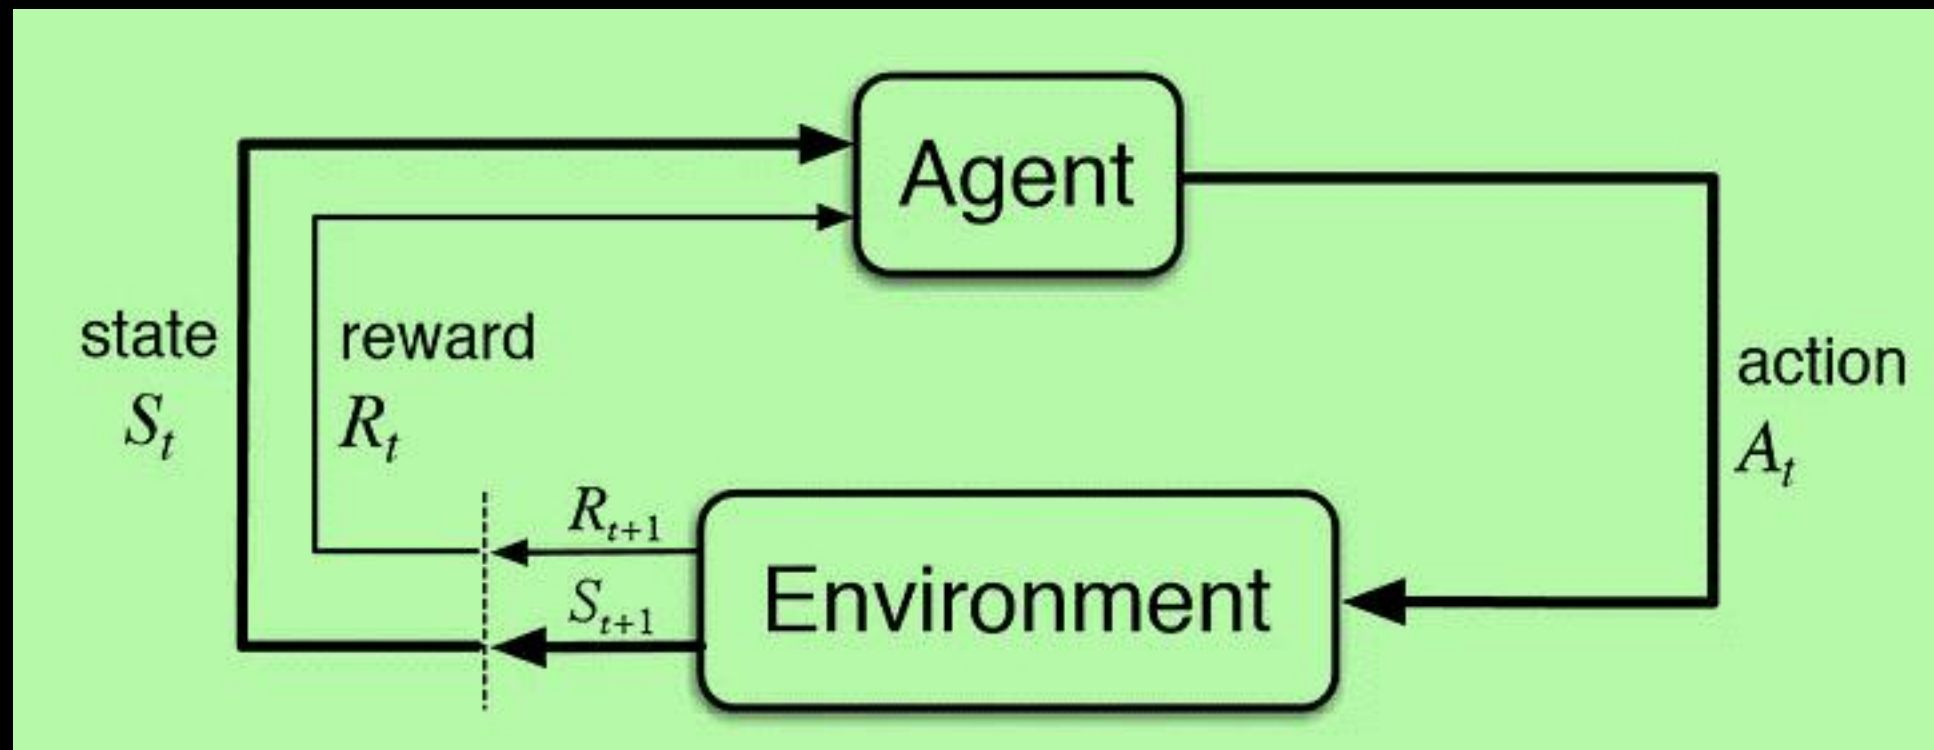 Agent
state
S_t
reward
R_t
action
A_t
R_{t+1}
S_{t+1}
Environment